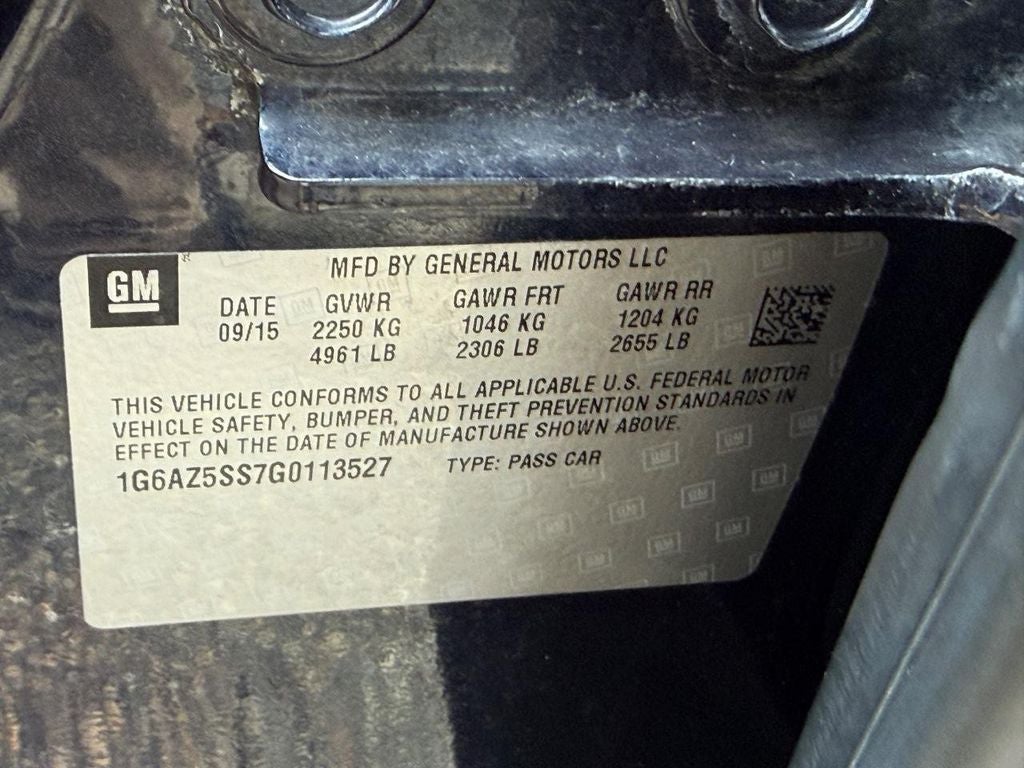 GM
MFD BY GENERAL MOTORS LLC
DATE GVWR GAWR FRT GAWR RR
09/15 2250 KG 1046 KG 1204 KG
4961 LB 2306 LB 2655 LB
THIS VEHICLE CONFORMS TO ALL APPLICABLE U.S. FEDERAL MOTOR
VEHICLE SAFETY, BUMPER, AND THEFT PREVENTION STANDARDS IN
EFFECT ON THE DATE OF MANUFACTURE SHOWN ABOVE.
1G6AZ5SS7G0113527 TYPE: PASS CAR